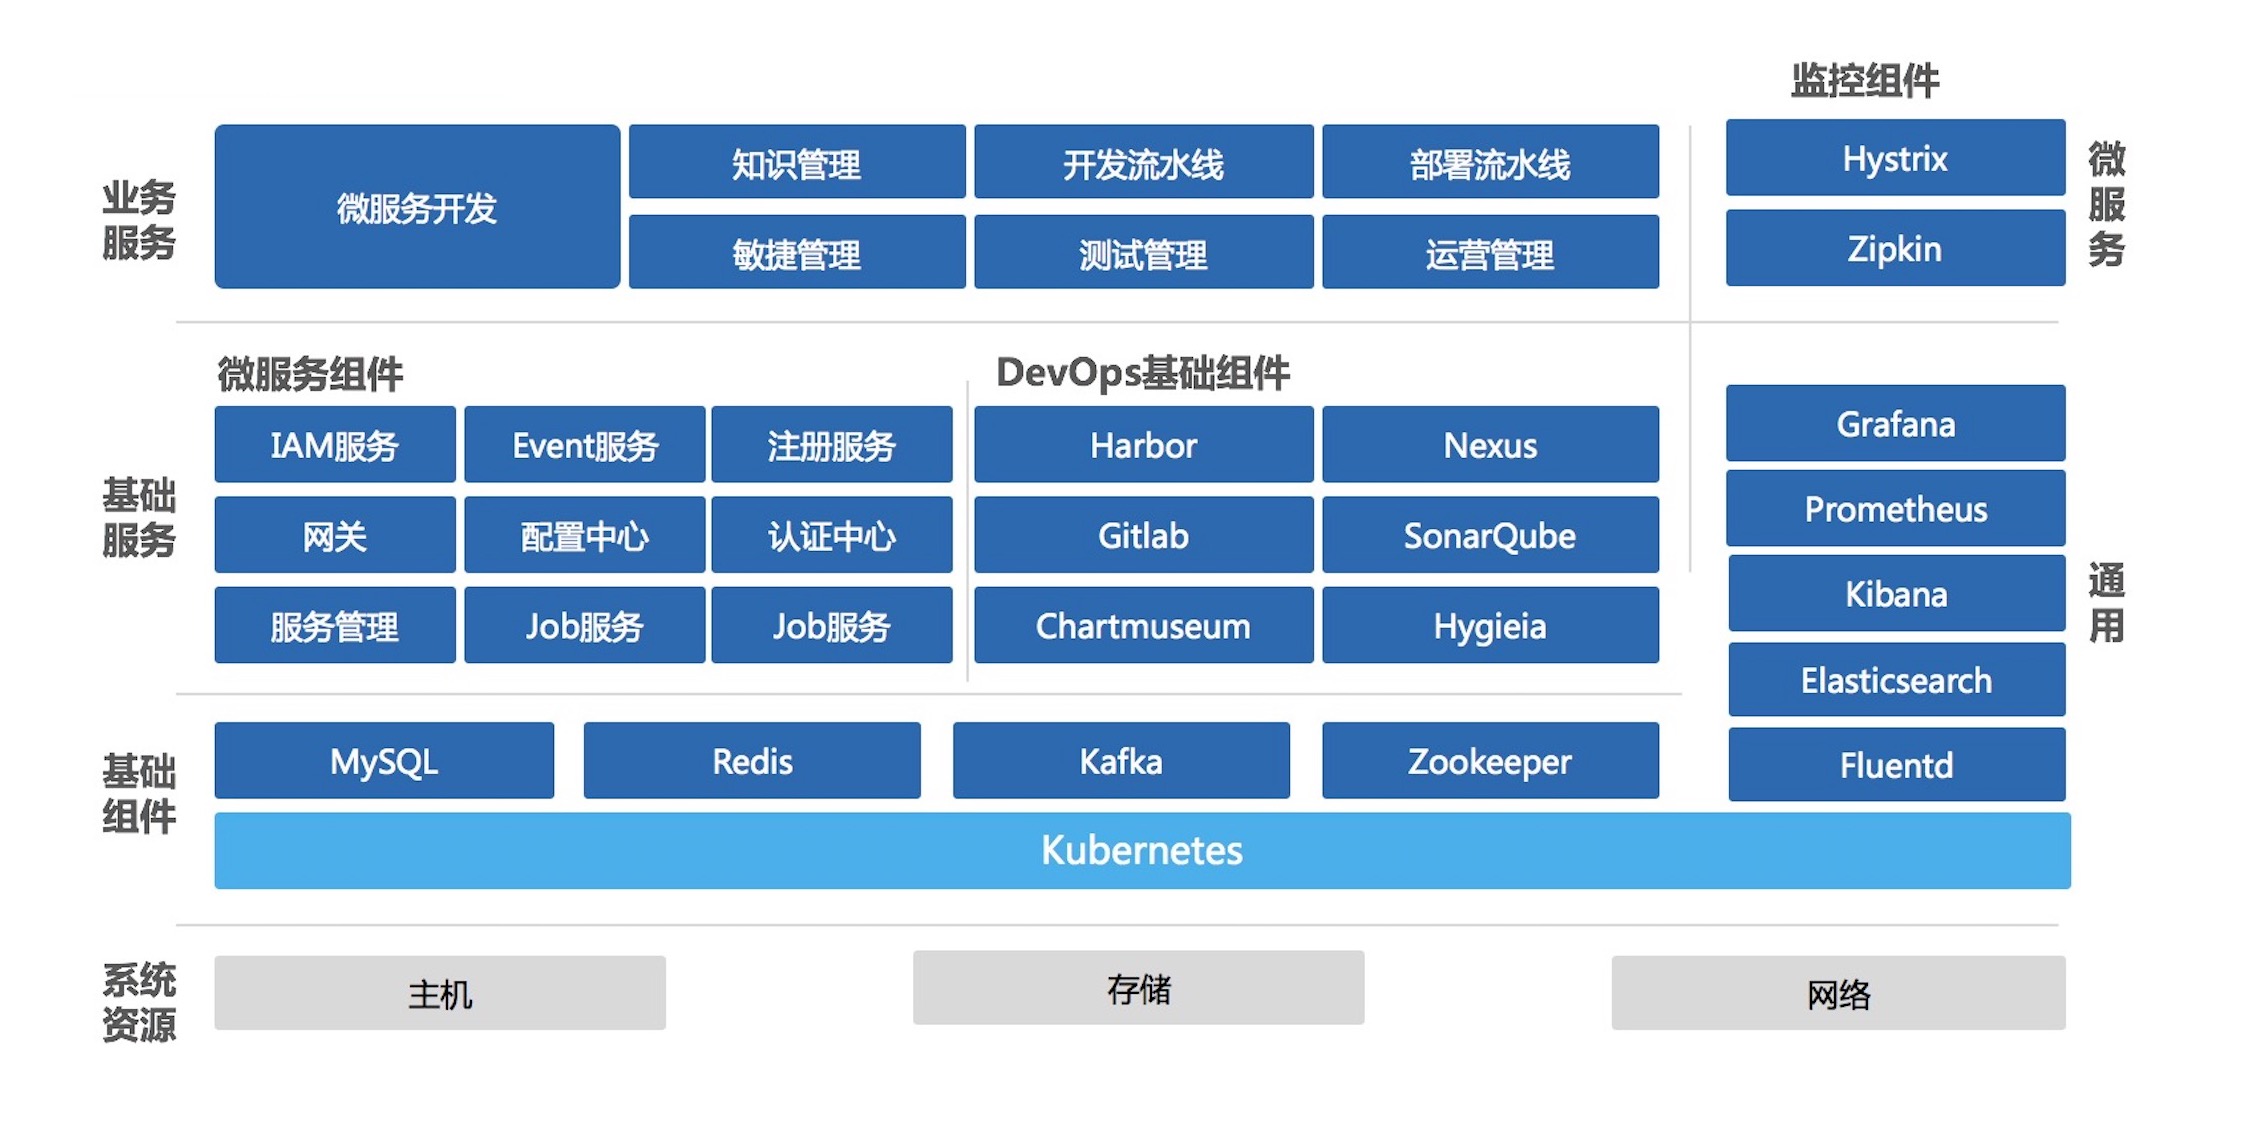 监控组件
业务
服务
微服务开发
知识管理
开发流水线
部署流水线
敏捷管理
测试管理
运营管理
Hystrix
Zipkin
微
服
务
微服务组件
DevOps基础组件
基础
服务
IAM服务
Event服务
注册服务
Harbor
Nexus
网关
配置中心
认证中心
Gitlab
SonarQube
服务管理
Job服务
Job服务
Chartmuseum
Hygieia
Grafana
Prometheus
Kibana
Elasticsearch
Fluentd
通
用
基础
组件
MySQL
Redis
Kafka
Zookeeper
Kubernetes
系统
资源
主机
存储
网络